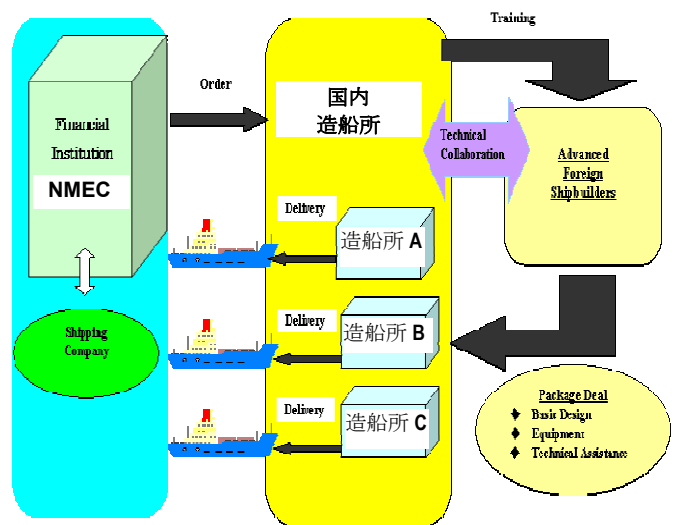 Training
Order
Financial
Institution
NMEC
国内
造船所
Technical
Collaboration
Advanced
Foreign
Shipbuilders
Delivery
造船所 A
Shipping
Company
Delivery
造船所 B
Delivery
造船所 C
Package Deal
♦ Basic Design
♦ Equipment
♦ Technical Assistance